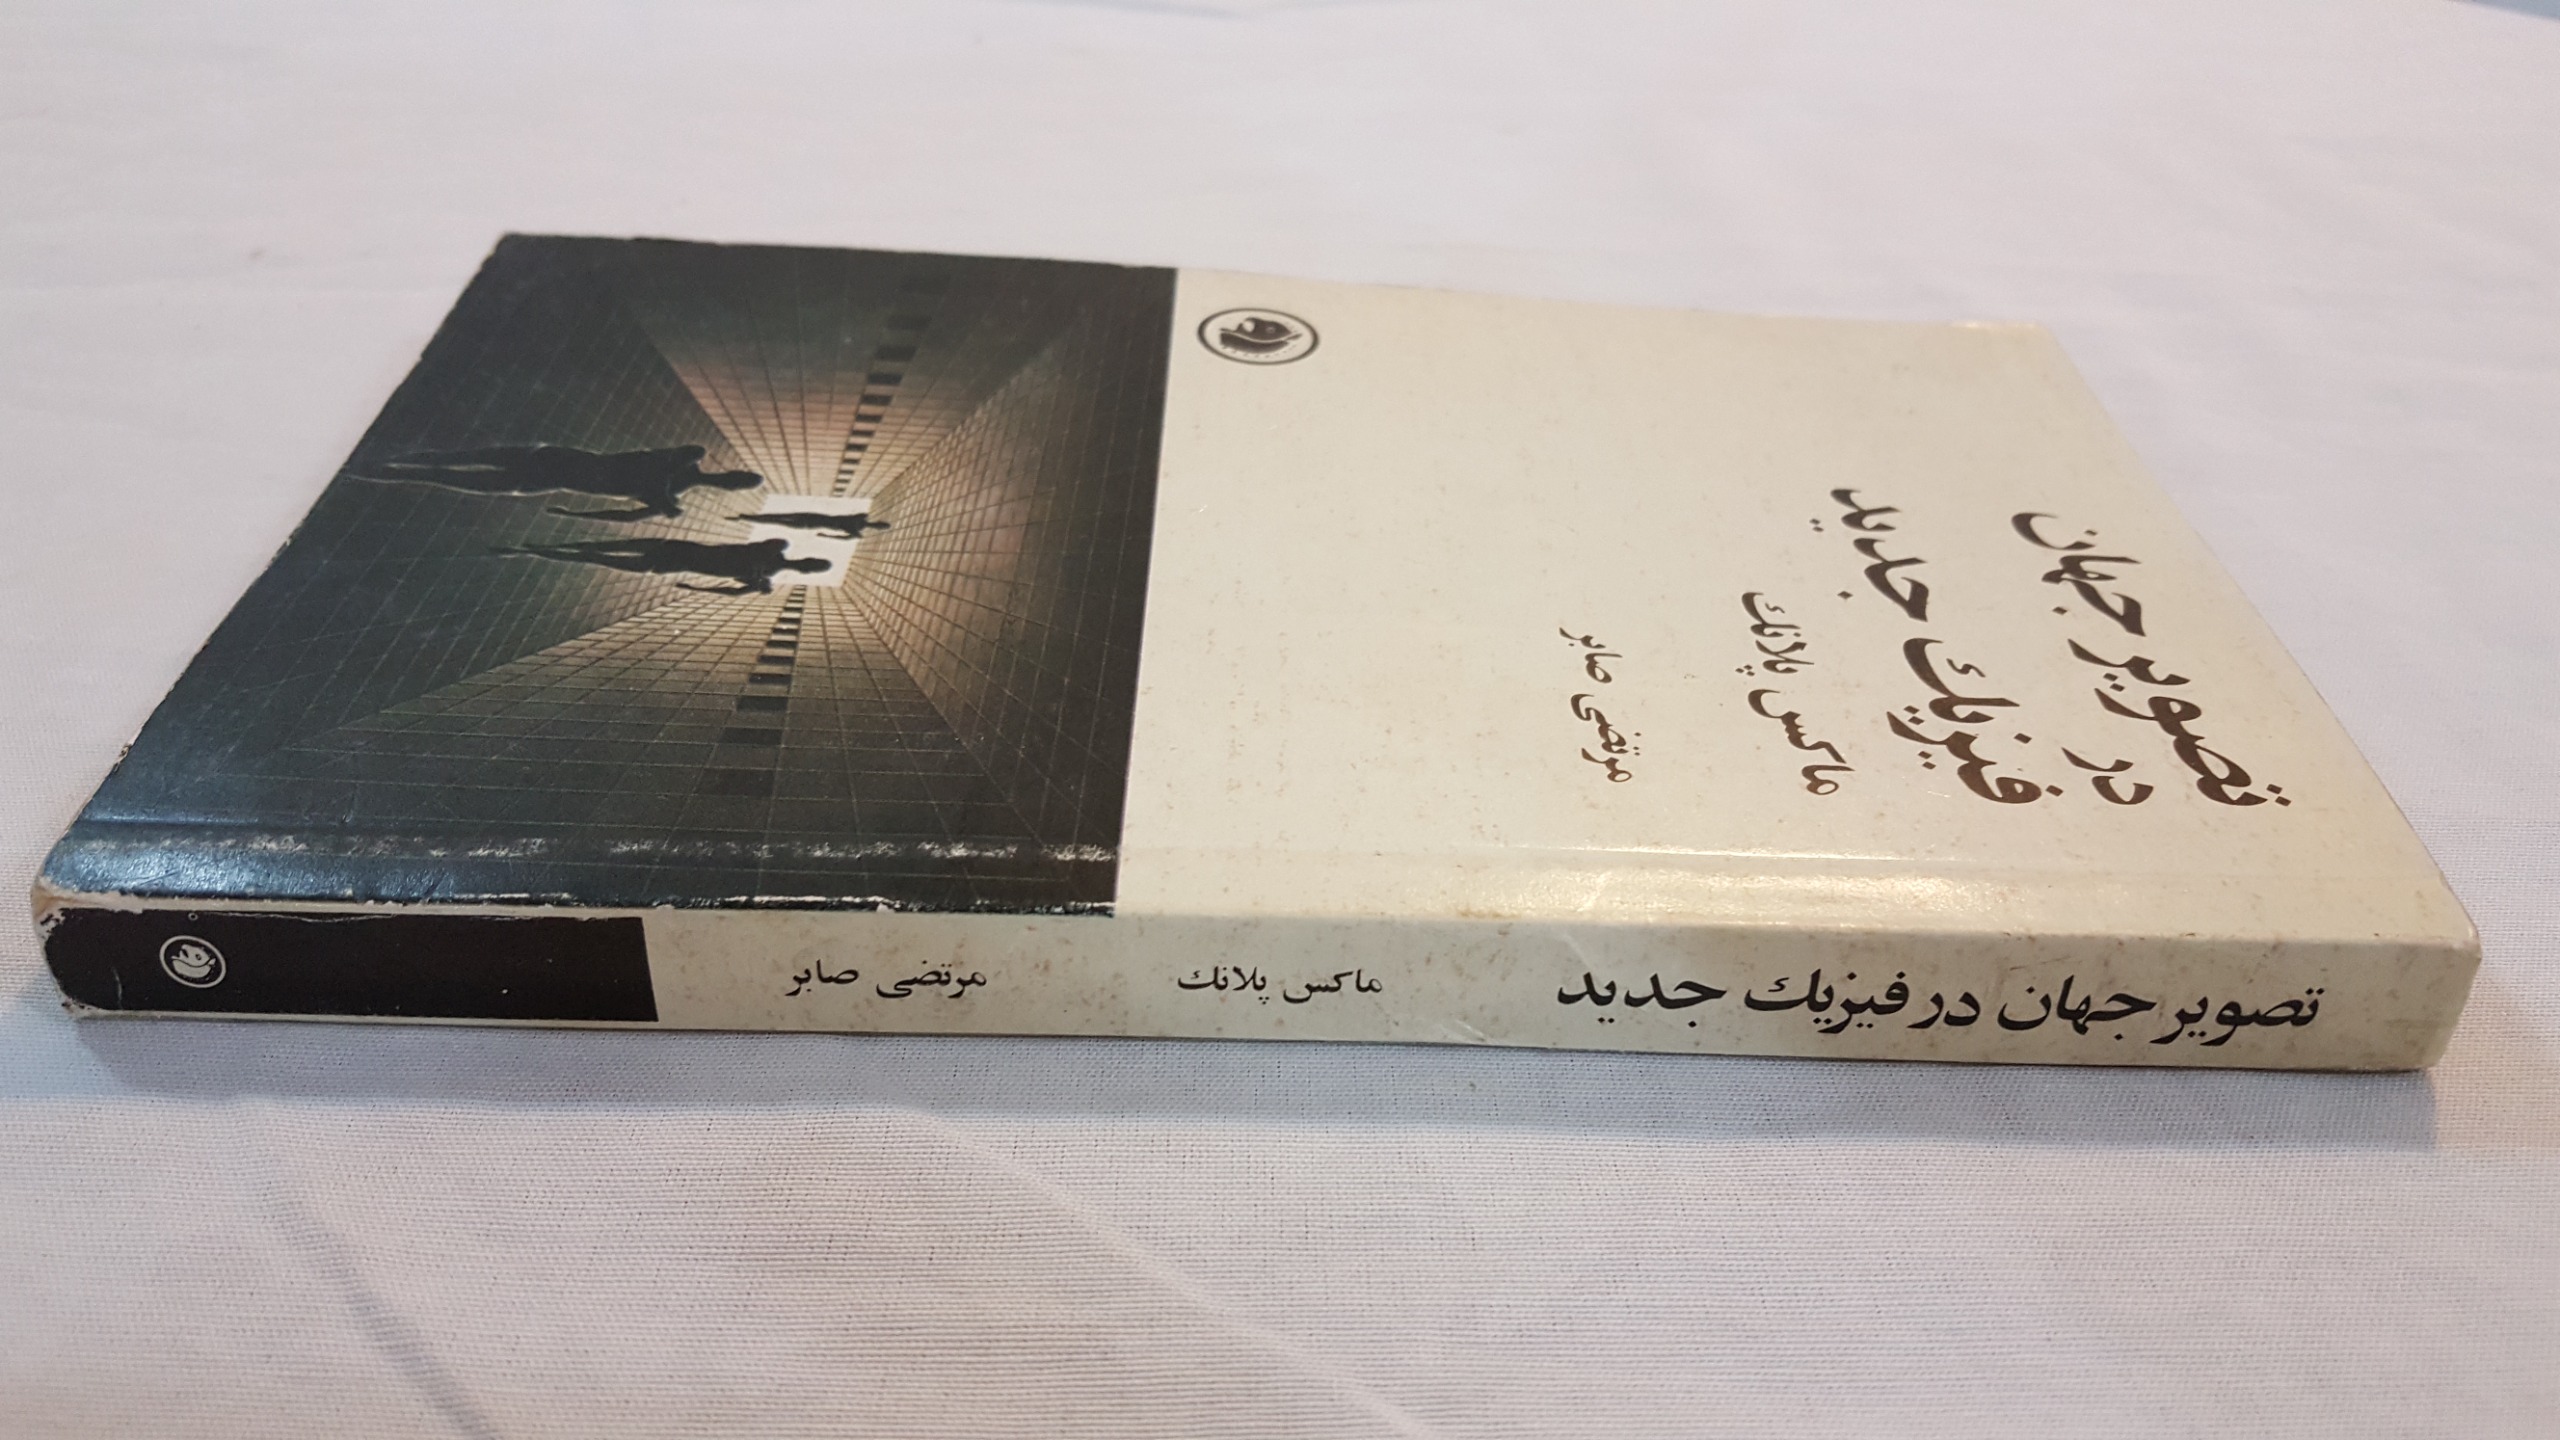 تصویر جهان
در
فیزیك جدید
ماکس پلانك
مرتضی صابر
تصویر جهان در فیزیك جدید
ماکس پلانك
مرتضی صابر